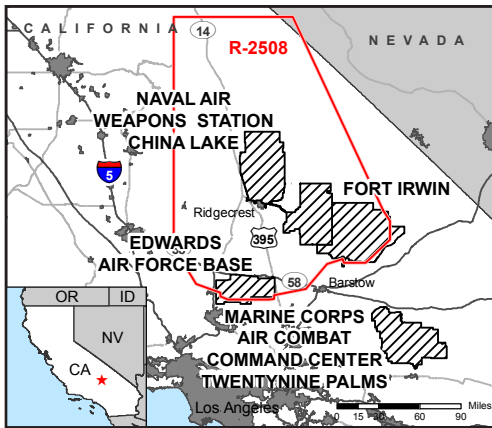 CALIFORNIA
NEVADA
14
R-2508
NAVAL AIR
WEAPONS STATION
CHINA LAKE
5
FORT IRWIN
Ridgecrest
395
EDWARDS
AIR FORCE BASE
58
Barstow
MARINE CORPS
AIR COMBAT
COMMAND CENTER
TWENTYNINE PALMS
Los Angeles
OR
ID
NV
CA
Miles
15
30
60
90